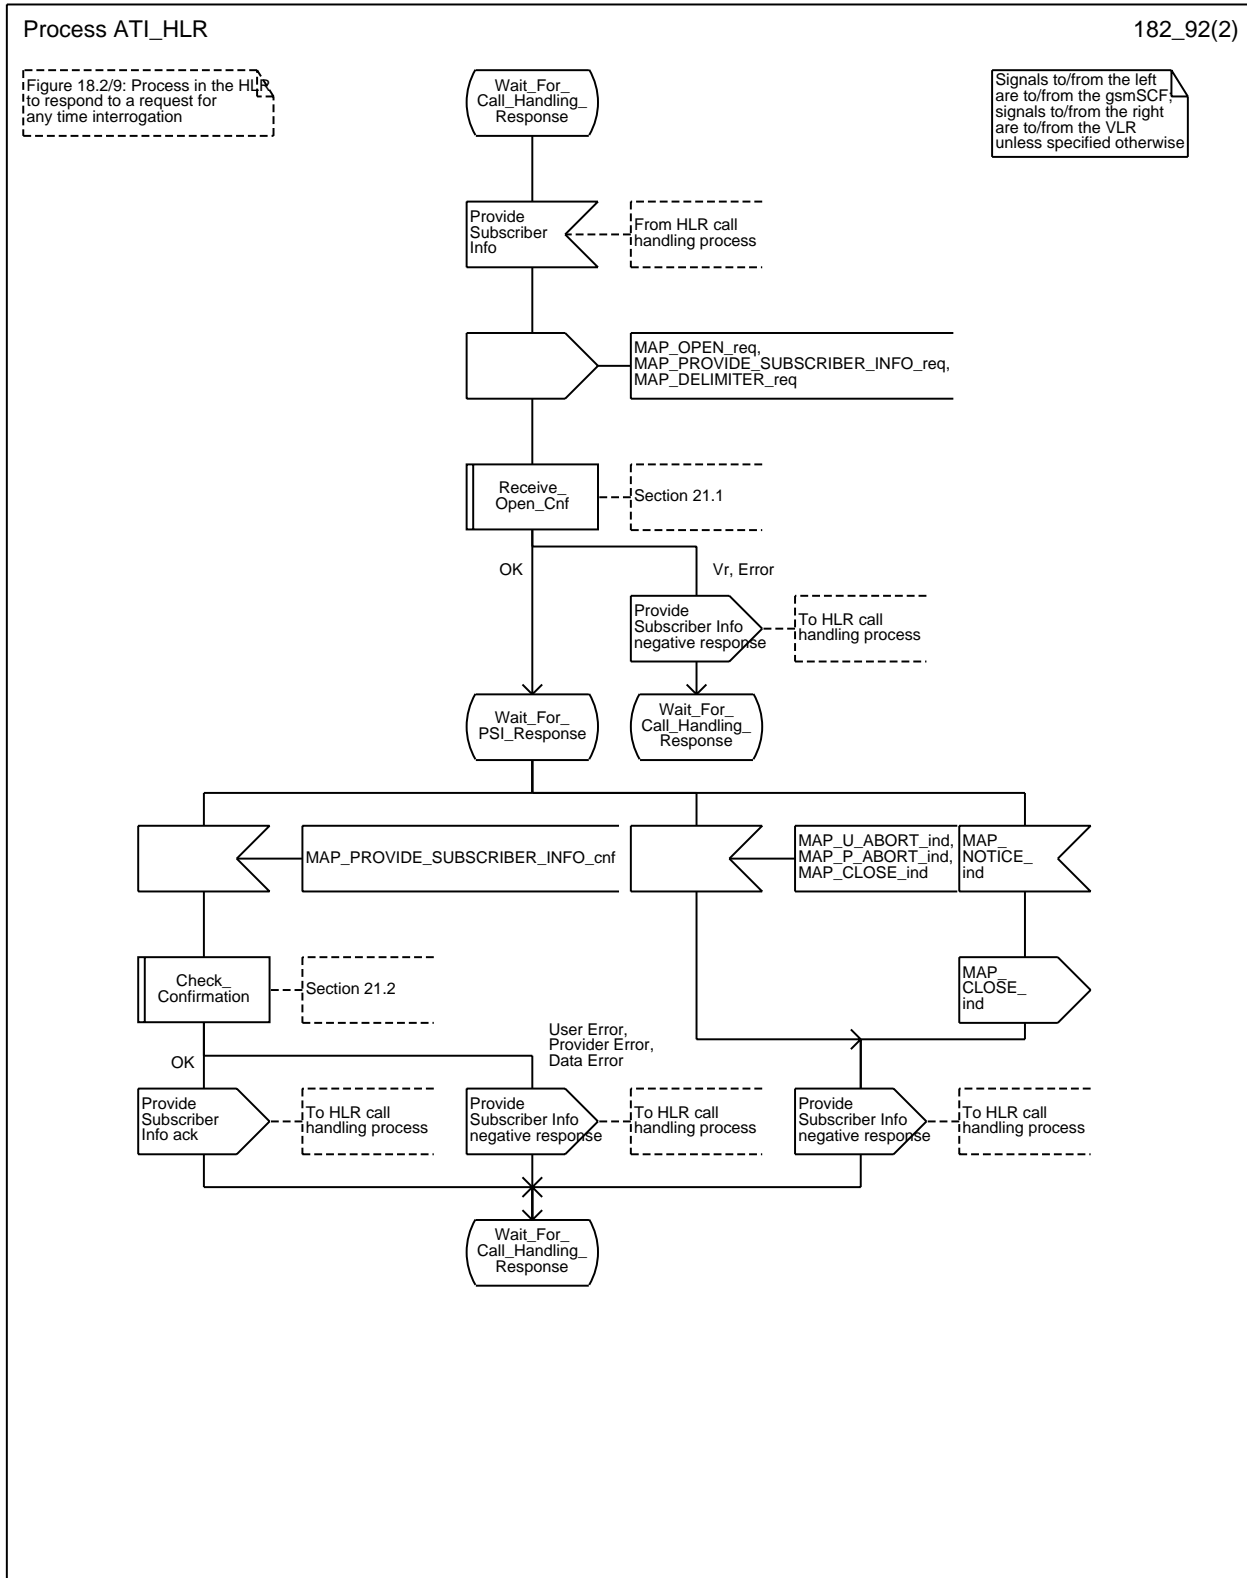 Process ATI_HLR
182_92(2)
Figure 18.2/9: Process in the HLR
to respond to a request for
any time interrogation
Wait_For_
Call_Handling_
Response
Signals to/from the left
are to/from the gsmSCF;
signals to/from the right
are to/from the VLR
unless specified otherwise
Provide
Subscriber
Info
From HLR call
handling process
MAP_OPEN_req,
MAP_PROVIDE_SUBSCRIBER_INFO_req,
MAP_DELIMITER_req
Receive_
Open_Cnf
Section 21.1
OK
Vr, Error
Provide
Subscriber Info
negative response
To HLR call
handling process
Wait_For_
PSI_Response
Wait_For_
Call_Handling_
Response
MAP_PROVIDE_SUBSCRIBER_INFO_cnf
MAP_U_ABORT_ind,
MAP_P_ABORT_ind,
MAP_CLOSE_ind
MAP_
NOTICE_
ind
Check_
Confirmation
Section 21.2
MAP_
CLOSE_
ind
OK
User Error,
Provider Error,
Data Error
Provide
Subscriber
Info ack
To HLR call
handling process
Provide
Subscriber Info
negative response
To HLR call
handling process
Provide
Subscriber Info
negative response
To HLR call
handling process
Wait_For_
Call_Handling_
Response